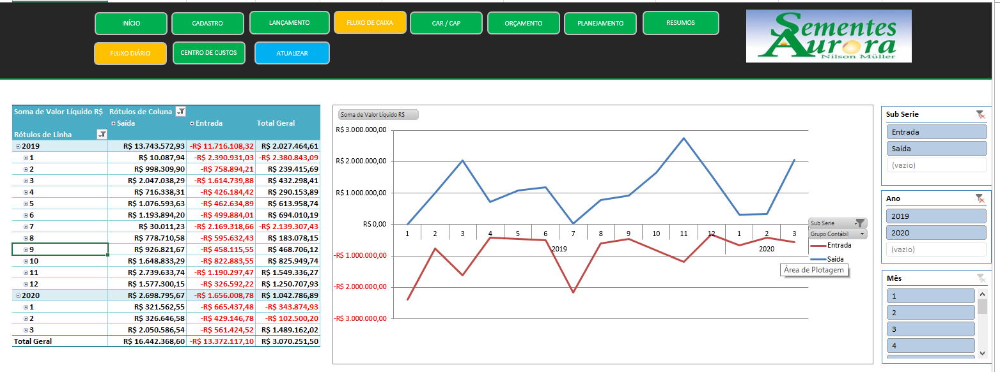 INÍCIO CADASTRO LANÇAMENTO FLUXO DE CAIXA CAR / CAP ORÇAMENTO PLANEJAMENTO RESUMOS
FLUXO DIÁRIO CENTRO DE CUSTOS ATUALIZAR
Sementes
Aurora
Nilson Müller
Soma de Valor Líquido R$ Rótulos de Coluna
Saída Entrada Total Geral
Rótulos de Linha
2019 R$ 13.743.572,93 -R$ 11.716.108,32 R$ 2.027.464,61
1 R$ 10.087,94 -R$ 2.390.931,03 -R$ 2.380.843,09
2 R$ 998.309,90 -R$ 758.894,21 R$ 239.415,69
3 R$ 2.047.038,29 -R$ 1.614.739,88 R$ 432.298,41
4 R$ 716.338,31 -R$ 426.184,42 R$ 290.153,89
5 R$ 1.076.593,63 -R$ 462.634,89 R$ 613.958,74
6 R$ 1.193.894,20 -R$ 499.884,01 R$ 694.010,19
7 R$ 30.011,23 -R$ 2.169.318,66 -R$ 2.139.307,43
8 R$ 778.710,58 -R$ 595.632,43 R$ 183.078,15
9 R$ 926.821,67 -R$ 458.115,55 R$ 468.706,12
10 R$ 1.648.833,29 -R$ 822.883,55 R$ 825.949,74
11 R$ 2.739.633,74 -R$ 1.190.297,47 R$ 1.549.336,27
12 R$ 1.577.300,15 -R$ 326.592,22 R$ 1.250.707,93
2020 R$ 2.698.795,67 -R$ 1.656.008,78 R$ 1.042.786,89
1 R$ 321.562,55 -R$ 665.437,48 -R$ 343.874,93
2 R$ 326.646,58 -R$ 429.146,78 -R$ 102.500,20
3 R$ 2.050.586,54 -R$ 561.424,52 R$ 1.489.162,02
Total Geral R$ 16.442.368,60 -R$ 13.372.117,10 R$ 3.070.251,50
Soma de Valor Líquido R$
R$ 3.000.000,00
R$ 2.000.000,00
R$ 1.000.000,00
R$ 0,00
-R$ 1.000.000,00
-R$ 2.000.000,00
-R$ 3.000.000,00
1 2 3 4 5 6 7 8 9 10 11 12 1 2 3
2019 2020
Sub Serie
Grupo Contábil
Entrada
Saída
Área de Plotagem
Sub Serie
Entrada
Saída
(vazio)
Ano
2019
2020
(vazio)
Mês
1
2
3
4